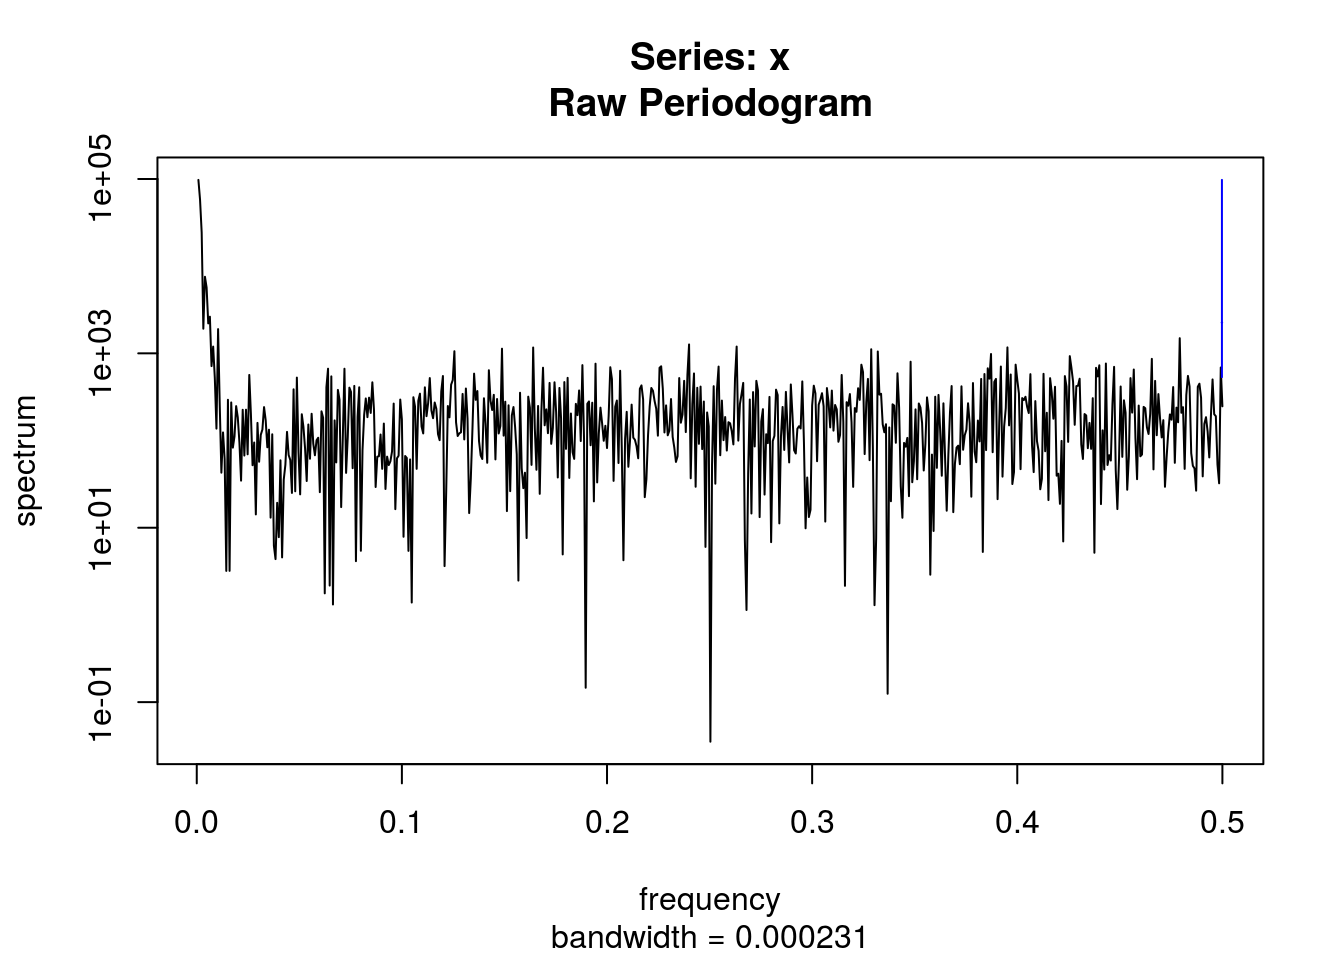 Series: x
Raw Periodogram
1e+05
1e+03
1e+01
1e-01
spectrum
0.0 0.1 0.2 0.3 0.4 0.5
frequency
bandwidth = 0.000231